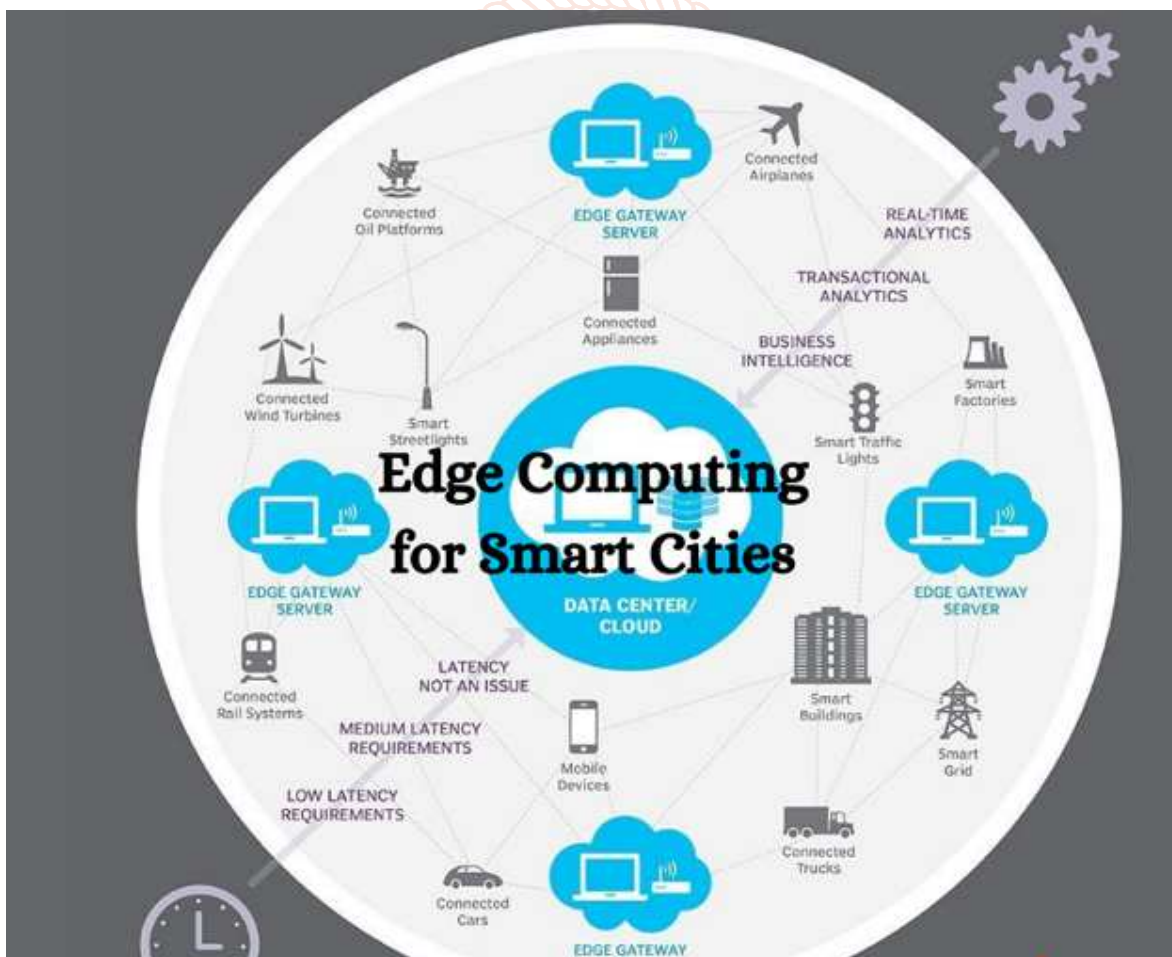 Connected
Airplanes
Connected
Oil Platforms
EDGE GATEWAY
SERVER
REAL-TIME
ANALYTICS
TRANSACTIONAL
ANALYTICS
Connected
Appliances
BUSINESS
INTELLIGENCE
Connected
Wind Turbines
Smart
Streetlights
Smart
Factories
Smart Traffic
Lights
Edge Computing
for Smart Cities
DATA CENTER/
CLOUD
EDGE GATEWAY
SERVER
EDGE GATEWAY
SERVER
LATENCY
NOT AN ISSUE
Connected
Rail Systems
MEDIUM LATENCY
REQUIREMENTS
LOW LATENCY
REQUIREMENTS
Mobile
Devices
Smart
Buildings
Smart
Grid
Connected
Trucks
Connected
Cars
EDGE GATEWAY